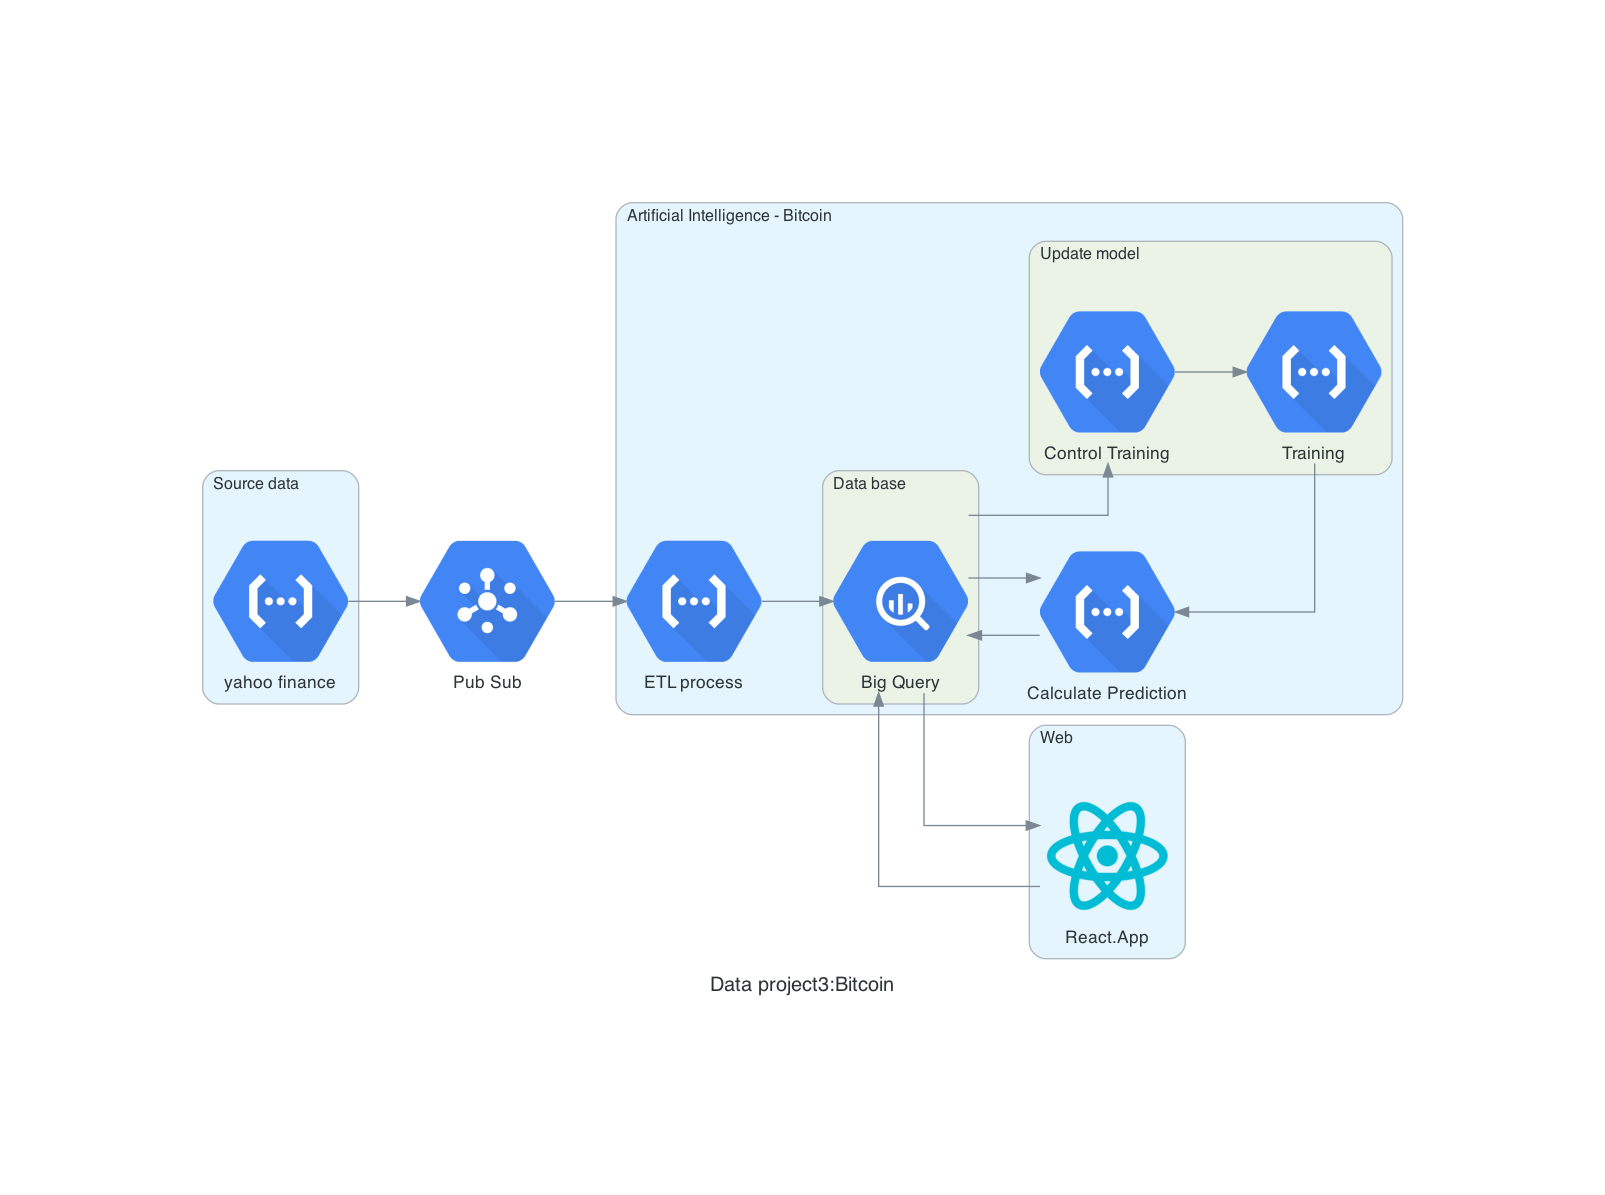 Artificial Intelligence - Bitcoin
Update model
Control Training
Training
Source data
Data base
yahoo finance
Pub Sub
ETL process
Big Query
Calculate Prediction
Web
React.App
Data project3:Bitcoin